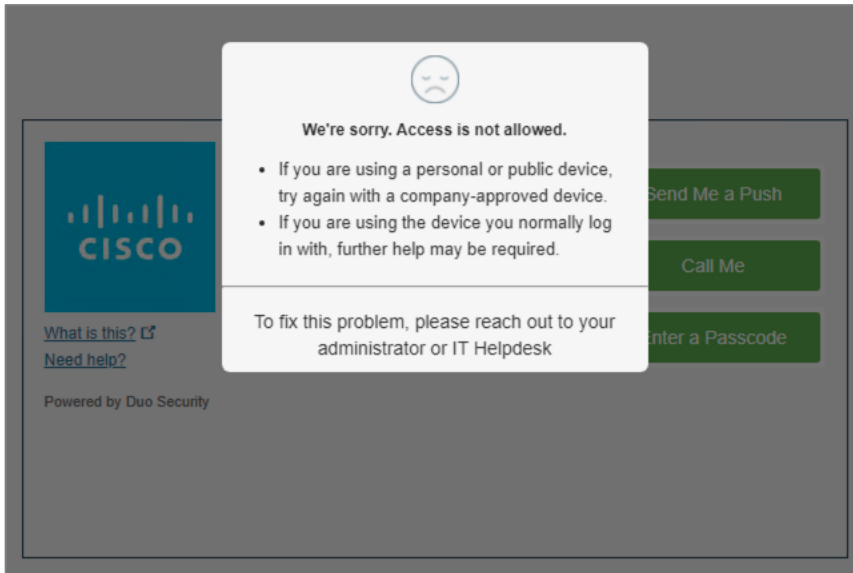 We're sorry. Access is not allowed.
• If you are using a personal or public device,
try again with a company-approved device.
• If you are using the device you normally log
in with, further help may be required.
To fix this problem, please reach out to your
administrator or IT Helpdesk
CISCO
What is this?
Need help?
Powered by Duo Security
Send Me a Push
Call Me
Enter a Passcode